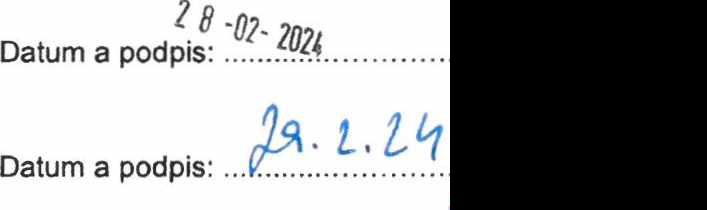 28-02-2024
Datum a podpis: ........................
29.2.24
Datum a podpis: ........................